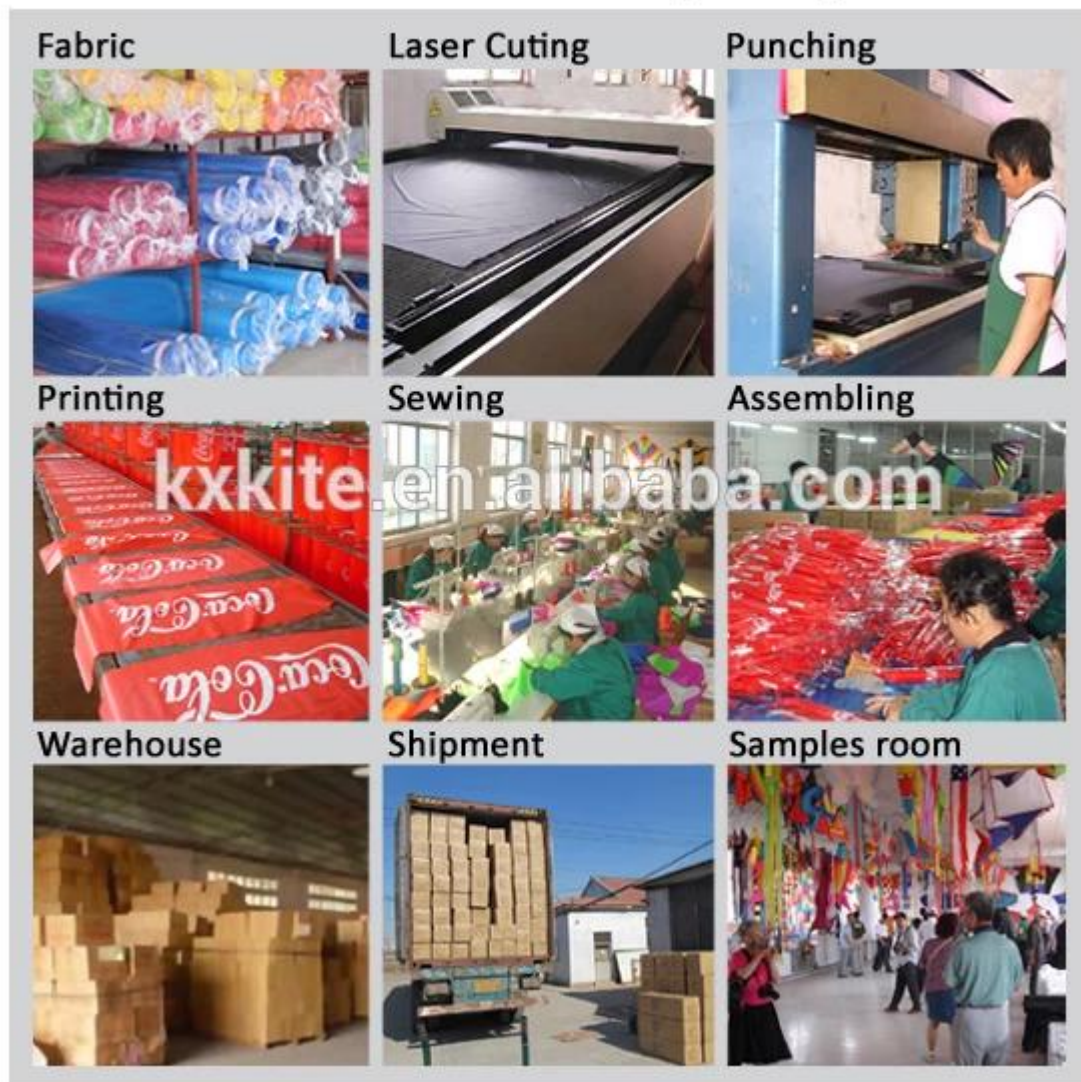 Fabric
Laser Cuting
Punching
Printing
Sewing
Assembling
kxkite.en.alibaba.com
Coca-Cola
Coca-Cola
Coca-Cola
Coca-Cola
Warehouse
Shipment
Samples room